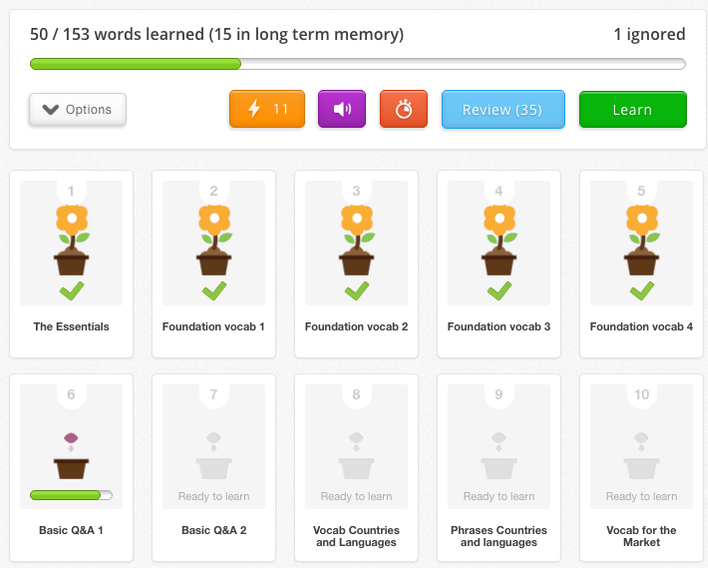 50 / 153 words learned (15 in long term memory)
1 ignored
Options
11
Review (35)
Learn
1
2
3
4
5
The Essentials
Foundation vocab 1
Foundation vocab 2
Foundation vocab 3
Foundation vocab 4
6
7
8
9
10
Ready to learn
Ready to learn
Ready to learn
Ready to learn
Basic Q&A 1
Basic Q&A 2
Vocab Countries
and Languages
Phrases Countries
and languages
Vocab for the
Market